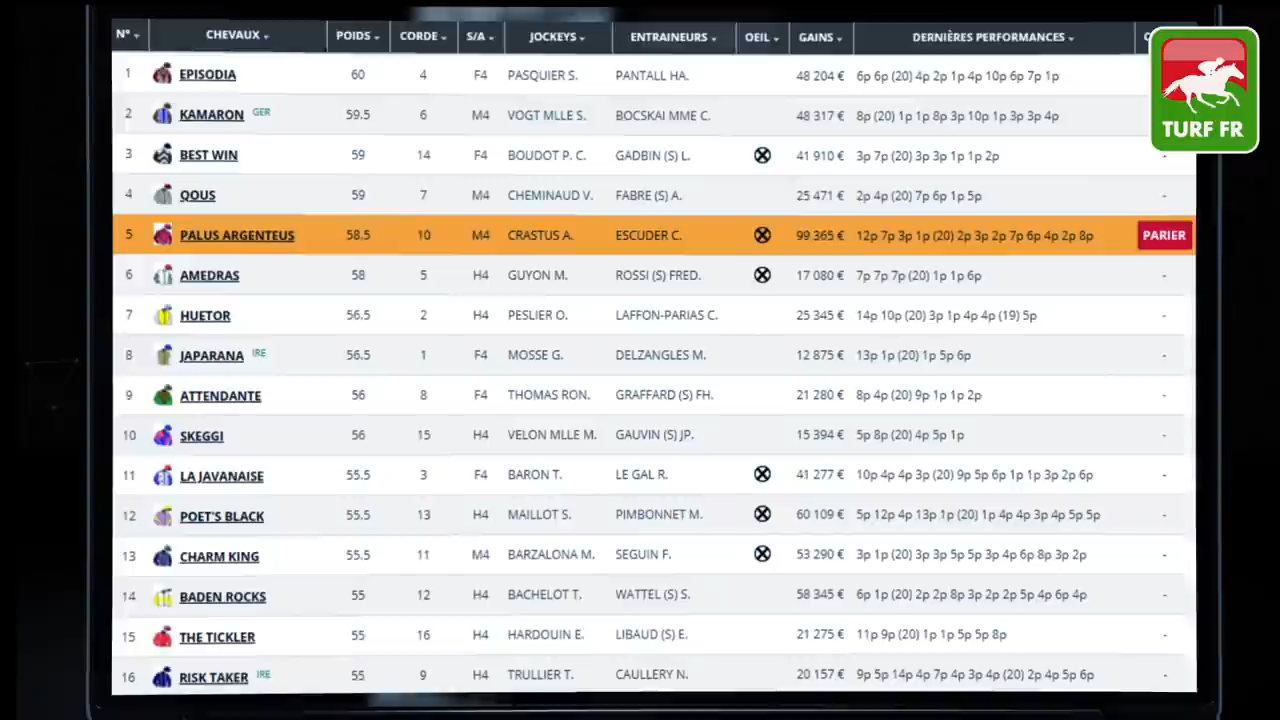 N° CHEVAUX POIDS CORDE S/A JOCKEYS ENTRAINEURS OEIL GAINS DERNIÈRES PERFORMANCES
1 EPISODIA 60 4 F4 PASQUIER S. PANTALL HA. 48 204 € 6p 6p (20) 4p 2p 1p 4p 10p 6p 7p 1p
2 KAMARON GER 59.5 6 M4 VOGT MLLE S. BOCSKAI MME C. 48 317 € 8p (20) 1p 1p 8p 3p 10p 1p 3p 3p 4p
3 BEST WIN 59 14 F4 BOUDOT P. C. GADBIN (S) L. 41 910 € 3p 7p (20) 3p 3p 1p 1p 2p -
4 QOUS 59 7 M4 CHEMINAUD V. FABRE (S) A. 25 471 € 2p 4p (20) 7p 6p 1p 5p -
5 PALUS ARGENTEUS 58.5 10 M4 CRASTUS A. ESCUDER C. 99 365 € 12p 7p 3p 1p (20) 2p 3p 2p 7p 6p 4p 2p 8p PARIER
6 AMEDRAS 58 5 H4 GUYON M. ROSSI (S) FRED. 17 080 € 7p 7p 7p (20) 1p 1p 6p -
7 HUETOR 56.5 2 H4 PESLIER O. LAFFON-PARIAS C. 25 345 € 14p 10p (20) 3p 1p 4p 4p (19) 5p -
8 JAPARANA IRE 56.5 1 F4 MOSSE G. DELZANGLES M. 12 875 € 13p 1p (20) 1p 5p 6p -
9 ATTENDANTE 56 8 F4 THOMAS RON. GRAFFARD (S) FH. 21 280 € 8p 4p (20) 9p 1p 1p 2p -
10 SKEGGI 56 15 H4 VELON MLLE M. GAUVIN (S) JP. 15 394 € 5p 8p (20) 4p 5p 1p -
11 LA JAVANAISE 55.5 3 F4 BARON T. LE GAL R. 41 277 € 10p 4p 4p 3p (20) 9p 5p 6p 1p 1p 3p 2p 6p -
12 POET'S BLACK 55.5 13 H4 MAILLOT S. PIMBONNET M. 60 109 € 5p 12p 4p 13p 1p (20) 1p 4p 4p 3p 4p 5p 5p -
13 CHARM KING 55.5 11 M4 BARZALONA M. SEGUIN F. 53 290 € 3p 1p (20) 3p 3p 5p 5p 3p 4p 6p 8p 3p 2p -
14 BADEN ROCKS 55 12 H4 BACHELOT T. WATTEL (S) S. 58 345 € 6p 1p (20) 2p 2p 8p 3p 2p 2p 5p 4p 6p 4p -
15 THE TICKLER 55 16 H4 HARDOUIN E. LIBAUD (S) E. 21 275 € 11p 9p (20) 1p 1p 5p 5p 8p -
16 RISK TAKER IRE 55 9 H4 TRULLIER T. CAULLERY N. 20 157 € 9p 5p 14p 4p 7p 4p 3p 4p (20) 2p 4p 5p 6p -
TURF FR